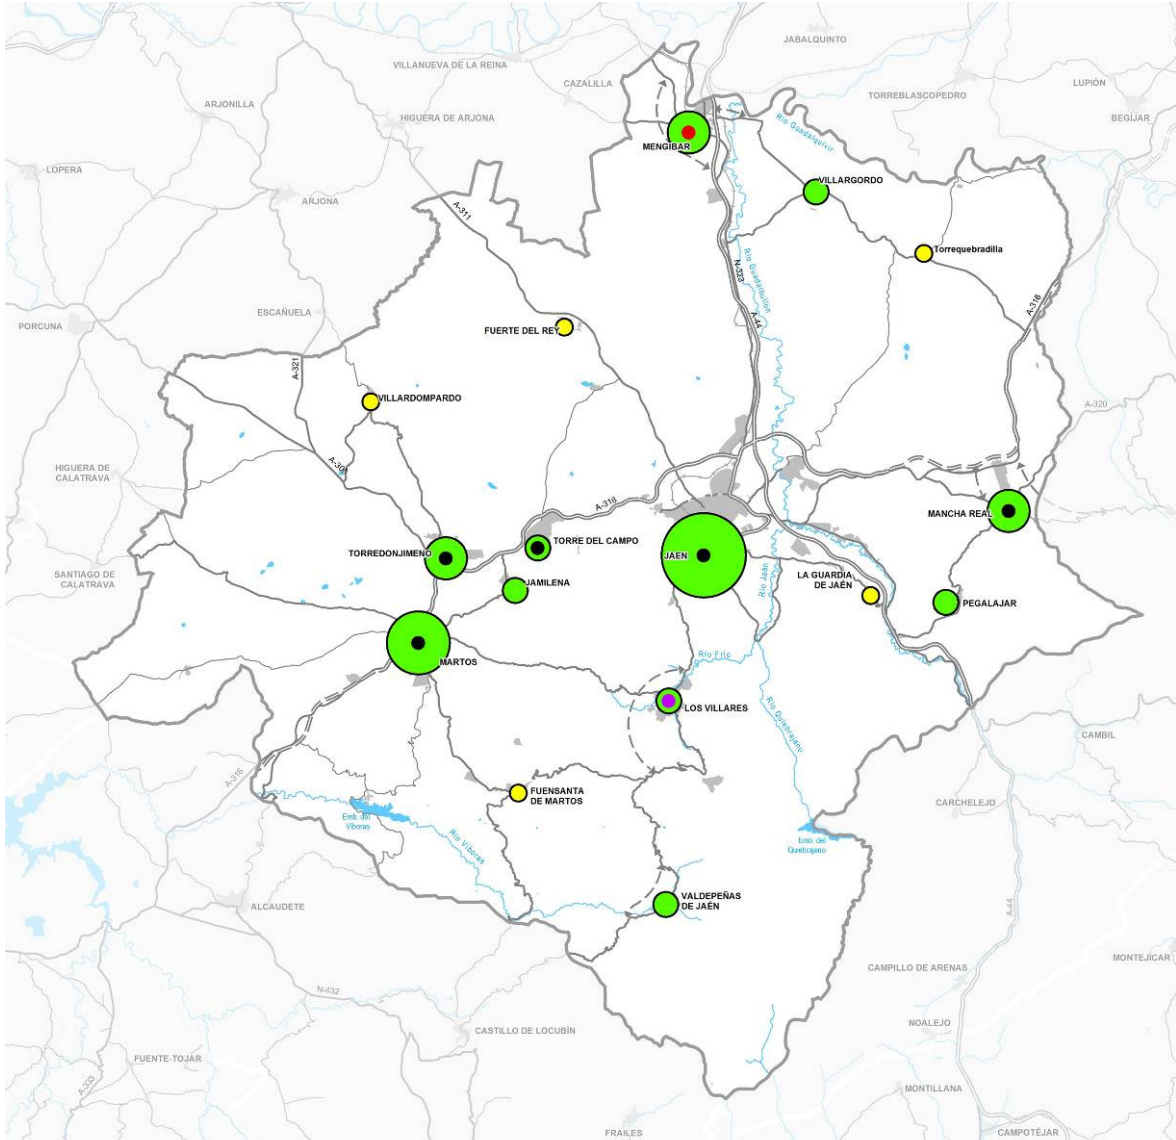 JABALQUINTO
VILLANUEVA DE LA REINA
CAZALILLA
LUPIÓN
TORREBLASCOPEDRO
ARJONILLA
HIGUERA DE ARJONA
BEGÍJAR
Río Guadalquivir
MENGIBAR
LOPERA
VILLARGORDO
ARJONA
A-311
Torrequebradilla
Río Guadalbullón
N-323
A-44
A-316
ESCAÑUELA
PORCUNA
FUERTE DEL REY
A-321
VILLARDOMPARDO
A-320
HIGUERA DE
CALATRAVA
A-306
A-316
MANCHA REAL
TORREDONJIMENO
TORRE DEL CAMPO
JAEN
SANTIAGO DE
CALATRAVA
LA GUARDIA
DE JAÉN
JAMILENA
Río Jaén
PEGALAJAR
MARTOS
Río Frío
LOS VILLARES
Río Quiebrajano
CAMBIL
A-316
FUENSANTA
DE MARTOS
CARCHELEJO
Emb. del
Víboras
Río Víboras
Emb. del
Quiebrajano
ALCAUDETE
VALDEPEÑAS
DE JAÉN
A-44
MONTEJÍCAR
CAMPILLO DE ARENAS
N-432
CASTILLO DE LOCUBÍN
NOALEJO
FUENTE-TOJAR
A-333
MONTILLANA
FRAILES
CAMPOTÉJAR